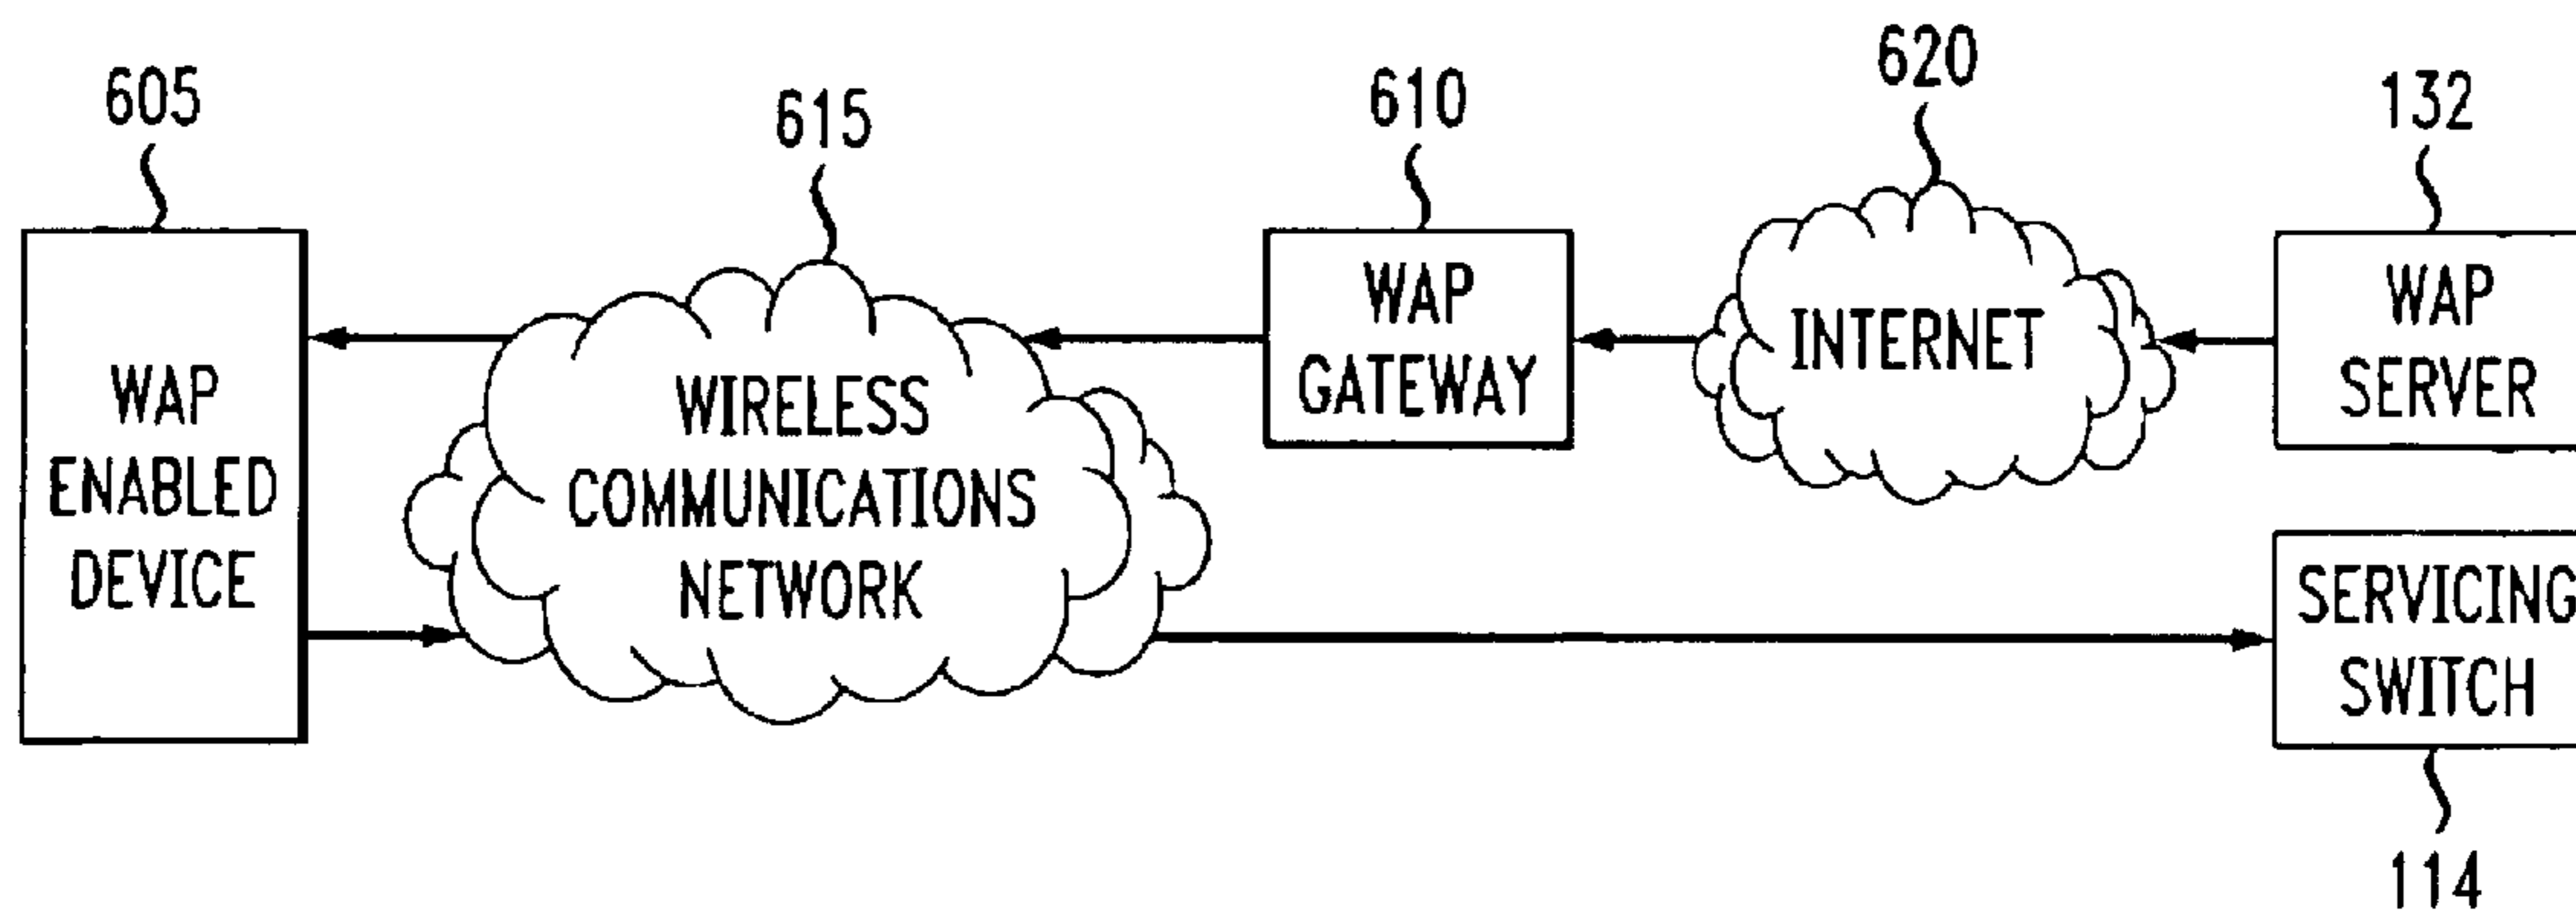 605
615
610
620
132
WAP
ENABLED
DEVICE
WIRELESS
COMMUNICATIONS
NETWORK
WAP
GATEWAY
INTERNET
WAP
SERVER
SERVICING
SWITCH
114